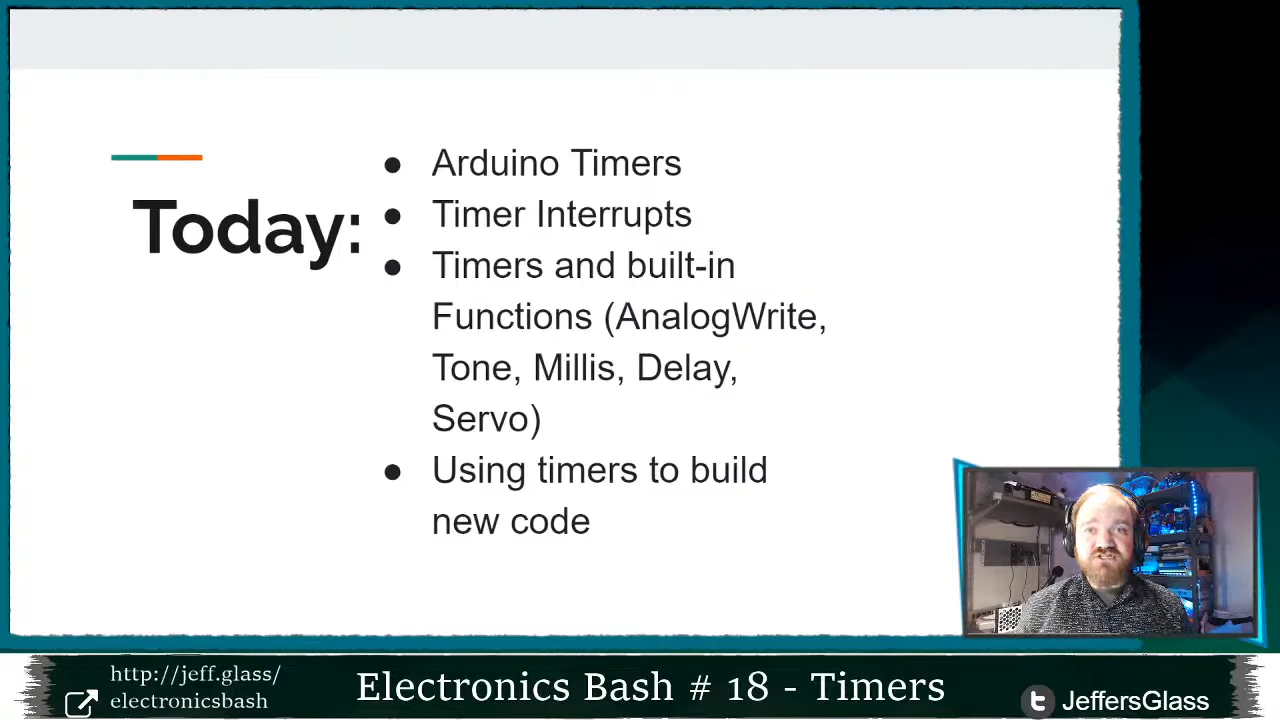 Today:
● Arduino Timers
● Timer Interrupts
● Timers and built-in
Functions (AnalogWrite,
Tone, Millis, Delay,
Servo)
● Using timers to build
new code
http://jeff.glass/
electronicsbash
Electronics Bash # 18 - Timers
JeffersGlass